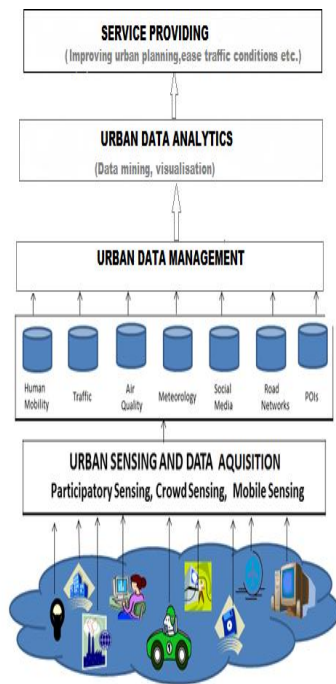 SERVICE PROVIDING
(Improving urban planning,ease traffic conditions etc.)
URBAN DATA ANALYTICS
(Data mining, visualisation)
URBAN DATA MANAGEMENT
Human
Mobility
Traffic
Air
Quality
Meteorology
Social
Media
Road
Networks
POIs
URBAN SENSING AND DATA AQUISITION
Participatory Sensing, Crowd Sensing, Mobile Sensing